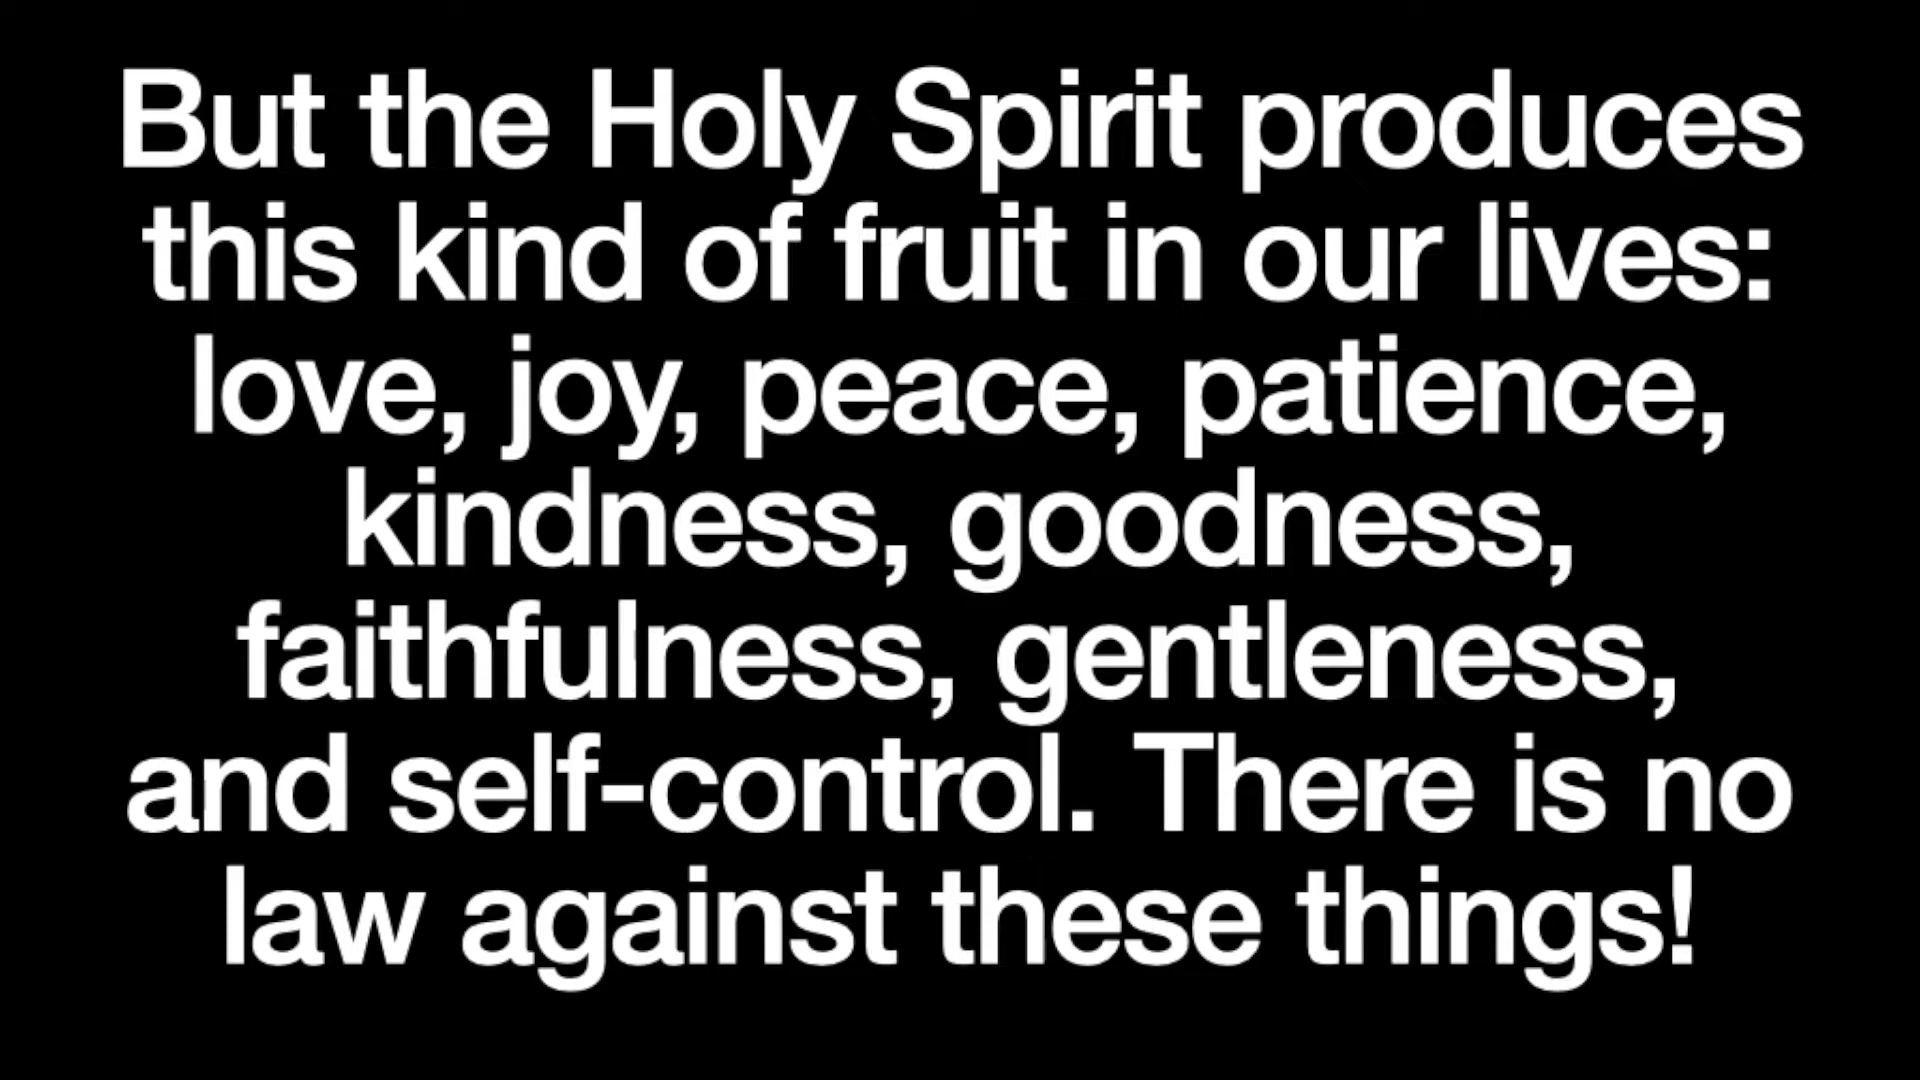 But the Holy Spirit produces
this kind of fruit in our lives:
love, joy, peace, patience,
kindness, goodness,
faithfulness, gentleness,
and self-control. There is no
law against these things!